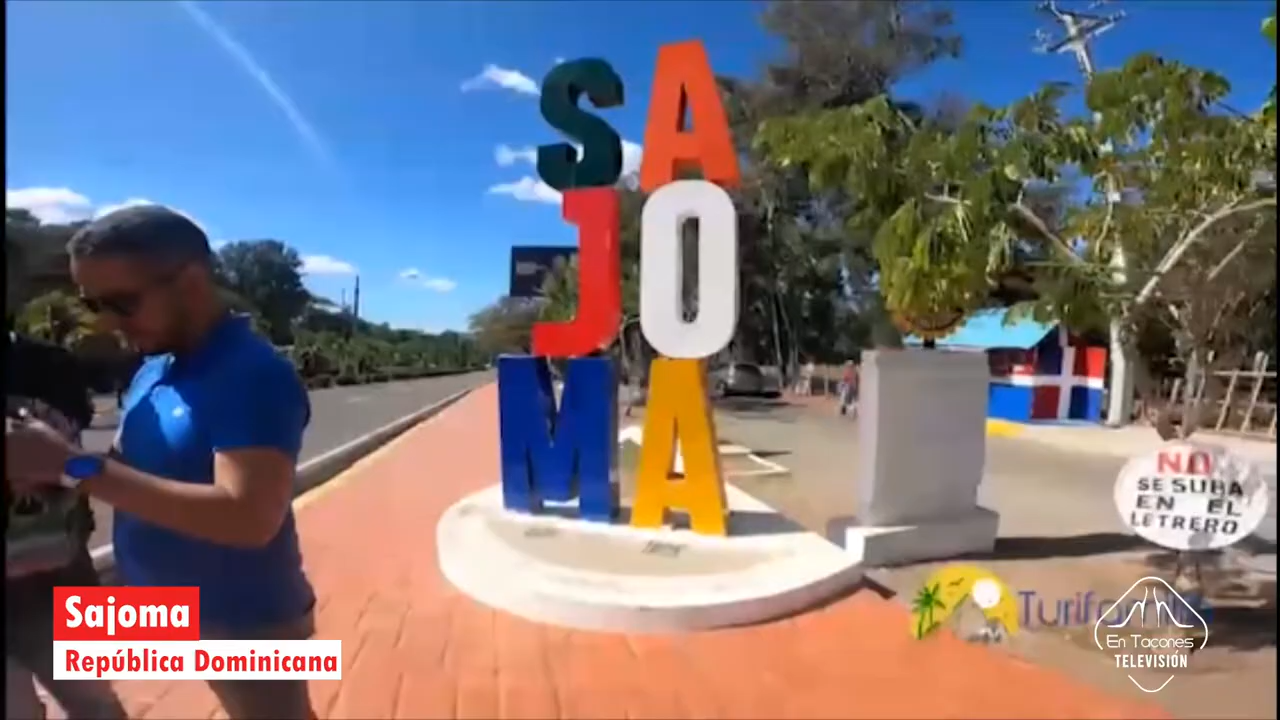 SA
JO
MA
NO
SE SUBA
EN EL
LETRERO
Sajoma
República Dominicana
En Tacones
TELEVISIÓN